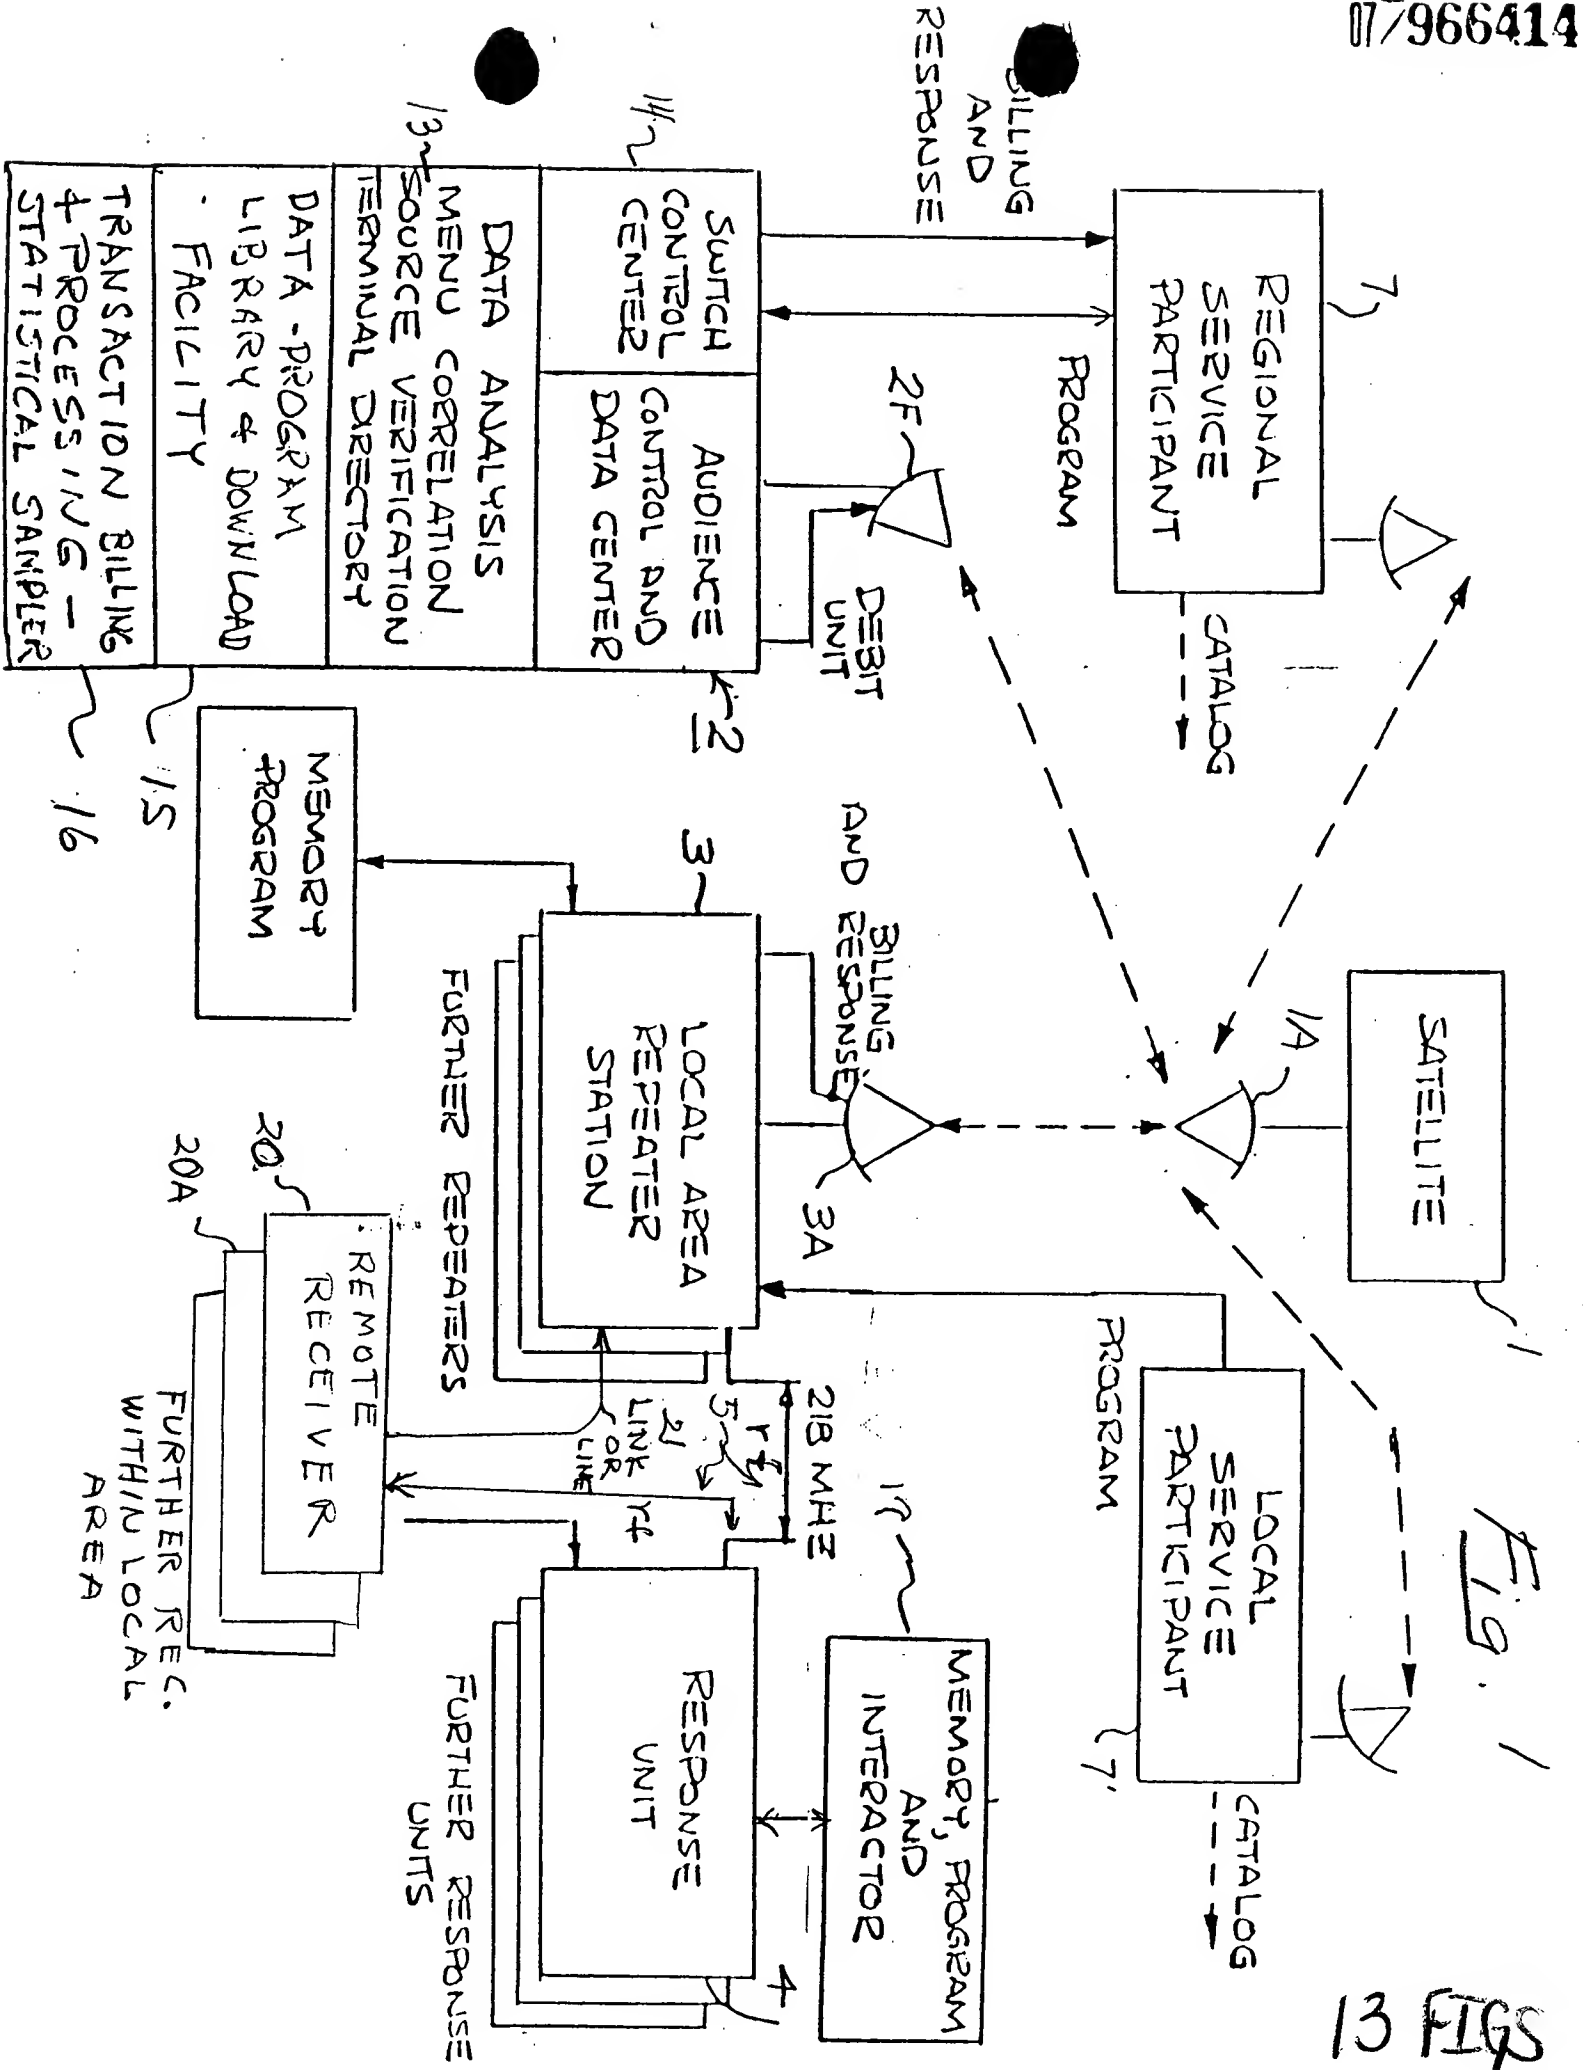 07/966414
13 FIGS
Fig. 1
SATELLITE
1
1A
7
REGIONAL
SERVICE
PARTICIPANT
CATALOG
PROGRAM
BILLING
AND
RESPONSE
2F
DEBIT
UNIT
LOCAL
SERVICE
PARTICIPANT
7'
CATALOG
PROGRAM
BILLING
AND RESPONSE
3A
3
LOCAL AREA
REPEATER
STATION
FURTHER REPEATERS
MEMORY
PROGRAM
2
14
SWITCH
CONTROL
CENTER
AUDIENCE
CONTROL AND
DATA CENTER
13
DATA ANALYSIS
MENU CORRELATION
SOURCE VERIFICATION
TERMINAL DIRECTORY
DATA-PROGRAM
LIBRARY & DOWNLOAD
FACILITY
15
TRANSACTION BILLING
& PROCESSING -
STATISTICAL SAMPLER
16
218 MHZ
rf
5
21
LINK
OR
LINE
rf
17
MEMORY, PROGRAM
AND
INTERACTOR
RESPONSE
UNIT
4
FURTHER RESPONSE
UNITS
20
20A
REMOTE
RECEIVER
FURTHER REC.
WITHIN LOCAL
AREA